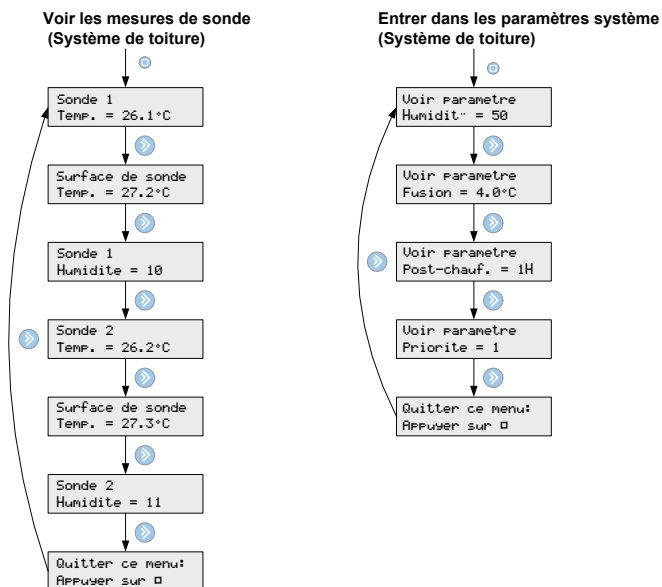 Voir les mesures de sonde
(Système de toiture)
Sonde 1
Temp. = 26.1°C
Surface de sonde
Temp. = 27.2°C
Sonde 1
Humidite = 10
Sonde 2
Temp. = 26.2°C
Surface de sonde
Temp. = 27.3°C
Sonde 2
Humidite = 11
Quitter ce menu:
Appuyer sur □
Entrer dans les paramètres système
(Système de toiture)
Voir parametre
Humidit¨ = 50
Voir parametre
Fusion = 4.0°C
Voir parametre
Post-chauf. = 1H
Voir parametre
Priorite = 1
Quitter ce menu:
Appuyer sur □